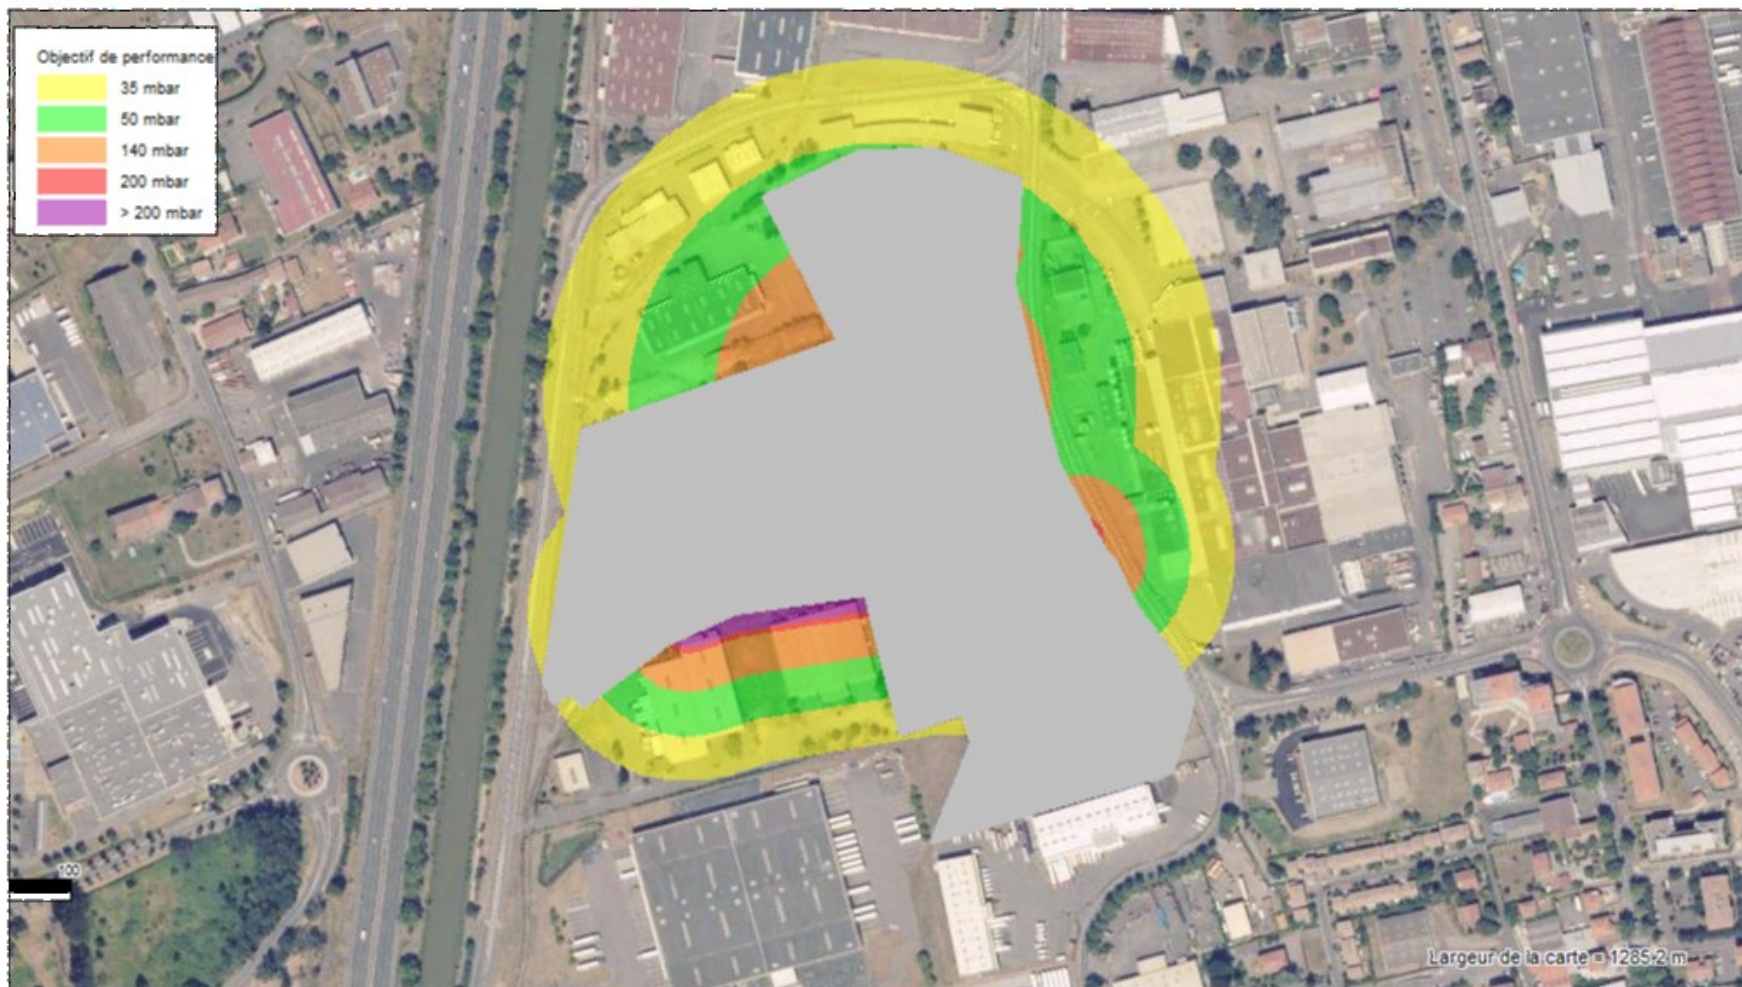 Objectif de performance
35 mbar
50 mbar
140 mbar
200 mbar
> 200 mbar
100
Largeur de la carte = 1285.2 m